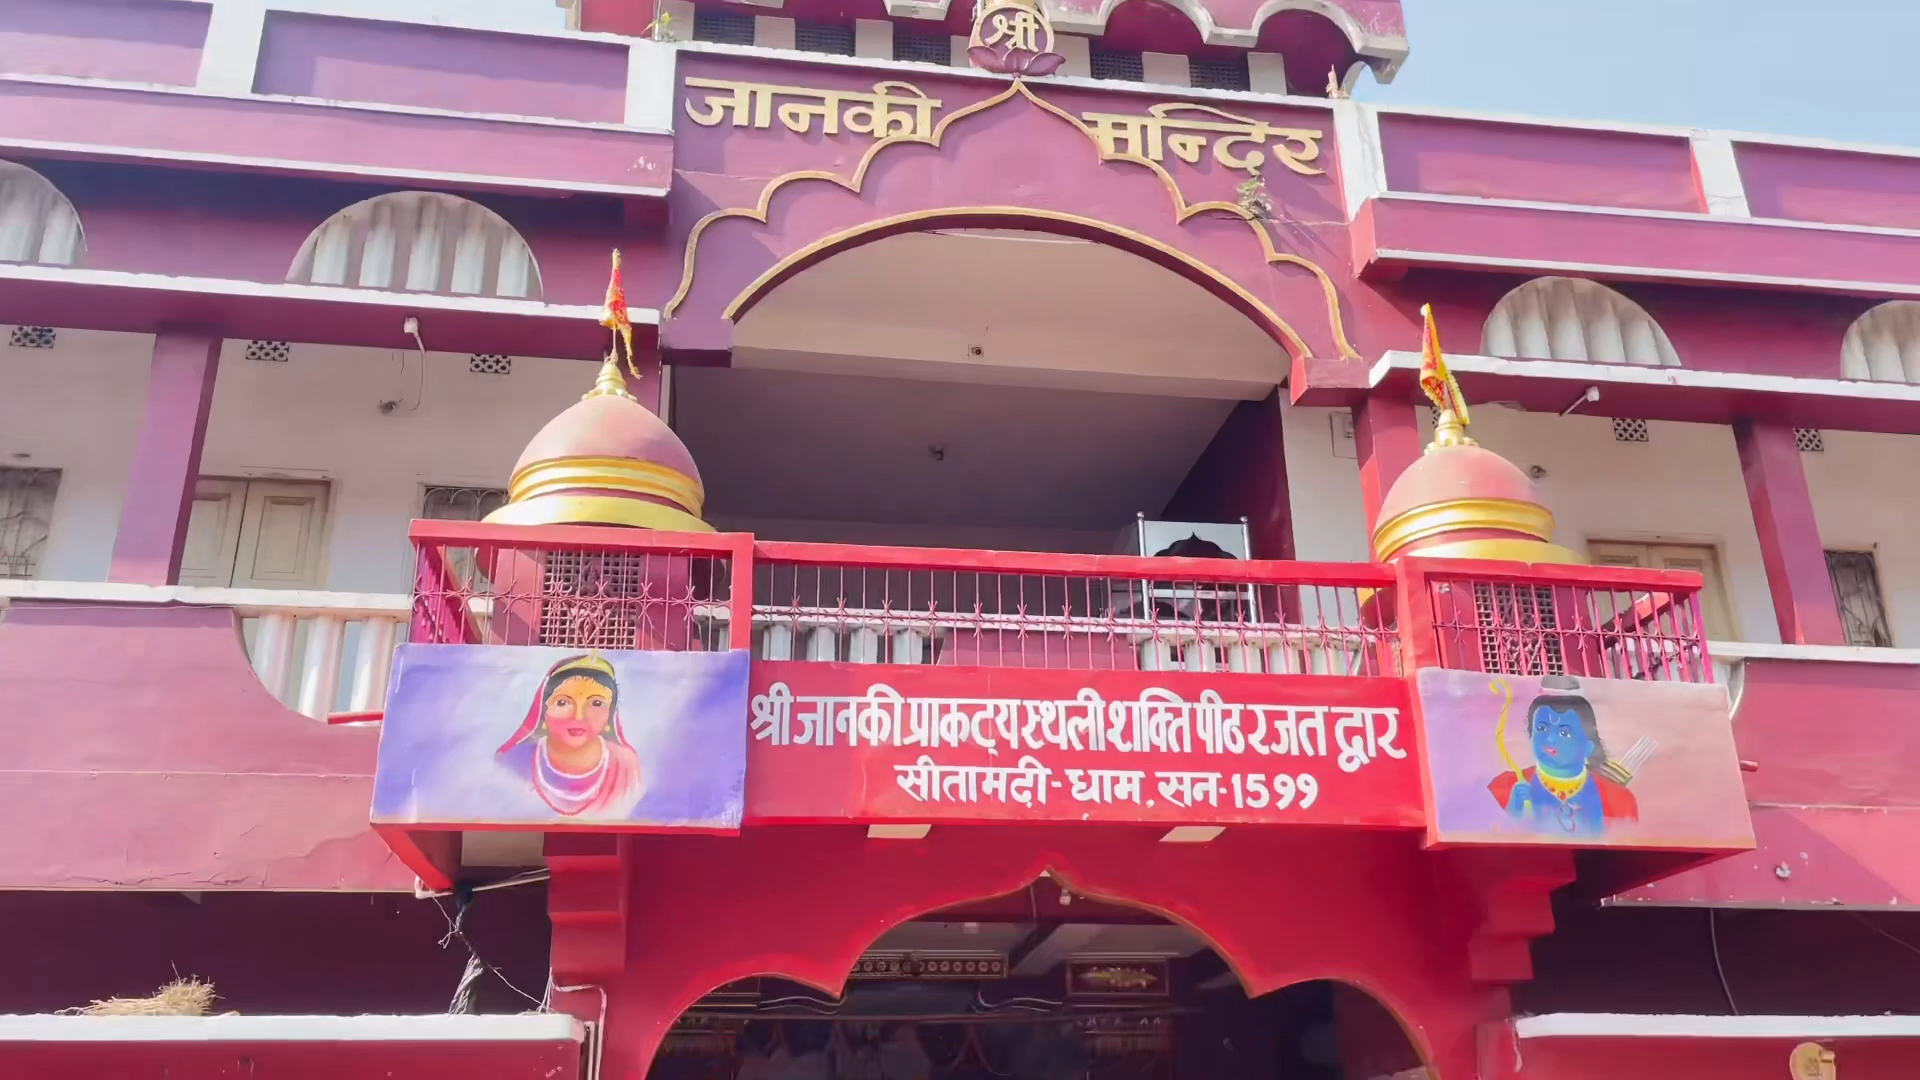 श्री
जानकी मन्दिर
श्री जानकी प्राकट्य स्थली शक्ति पीठ रजत द्वार
सीतामढ़ी - धाम, सन - 1599